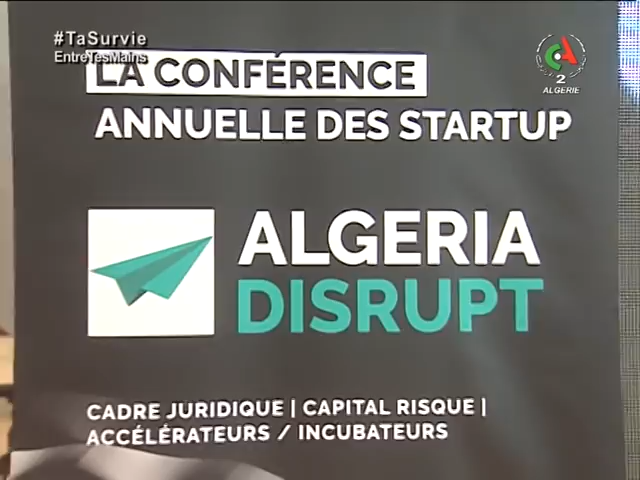 #TaSurvie
EntreTesMains
LA CONFÉRENCE
ANNUELLE DES STARTUP
2
ALGERIE
ALGERIA
DISRUPT
CADRE JURIDIQUE | CAPITAL RISQUE |
ACCÉLÉRATEURS / INCUBATEURS